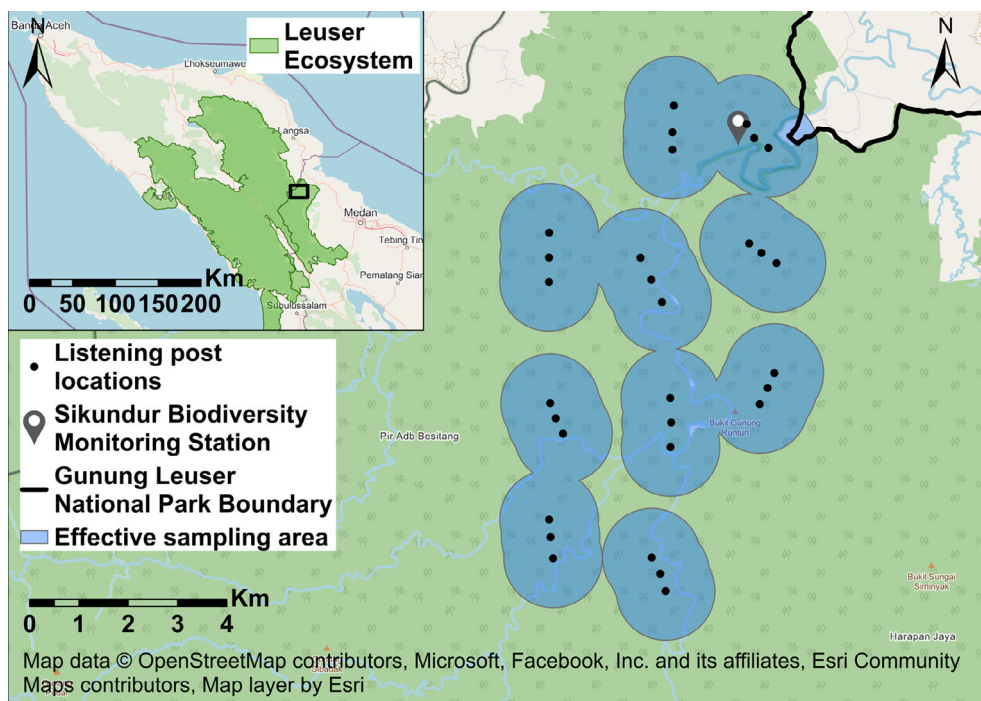 Banda Aceh
N
Leuser
Ecosystem
Lhokseumawe
Langsa
Medan
Tebing Tin
Pematang Siar
Subulussalam
Km
0 50 100 150 200
N
Listening post
locations
Sikundur Biodiversity
Monitoring Station
Gunung Leuser
National Park Boundary
Effective sampling area
Pir Adb Besitang
Bukit Gunung
Runtun
Km
0 1 2 3 4
Bukit Sungai
Siminyak
Harapan Jaya
Map data © OpenStreetMap contributors, Microsoft, Facebook, Inc. and its affiliates, Esri Community
Maps contributors, Map layer by Esri